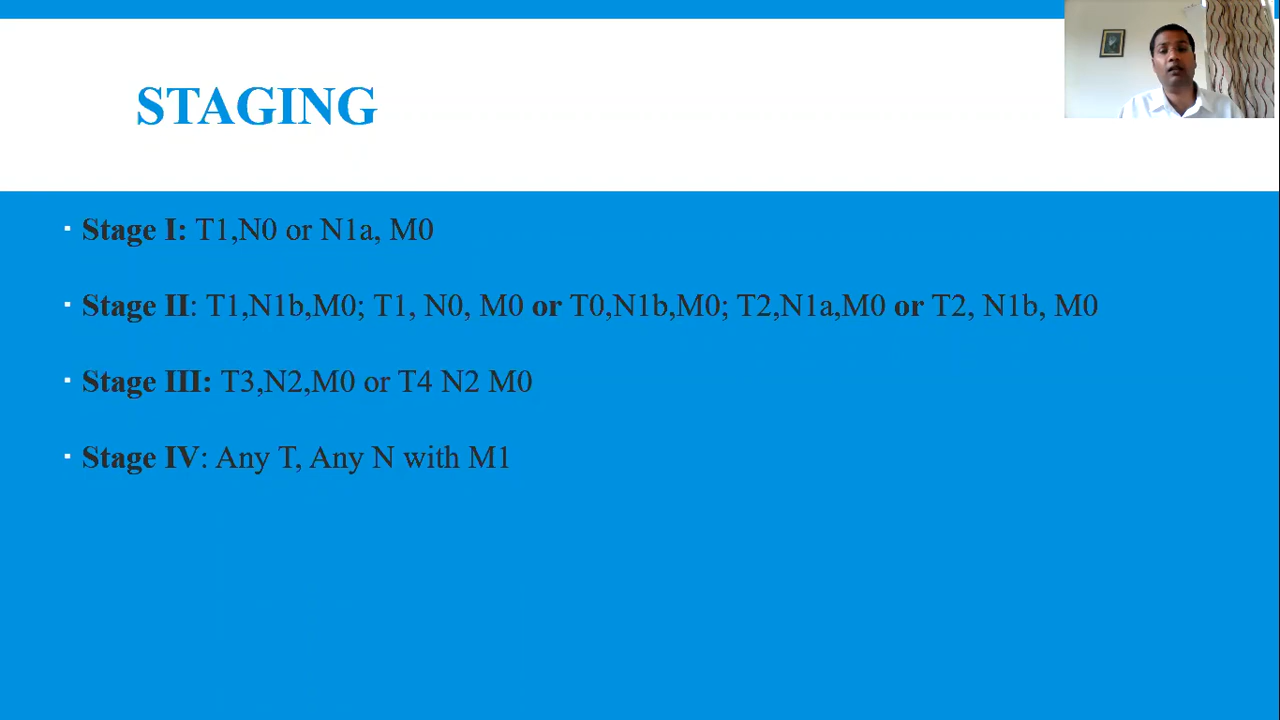 STAGING
▪ Stage I: T1,N0 or N1a, M0
▪ Stage II: T1,N1b,M0; T1, N0, M0 or T0,N1b,M0; T2,N1a,M0 or T2, N1b, M0
▪ Stage III: T3,N2,M0 or T4 N2 M0
▪ Stage IV: Any T, Any N with M1